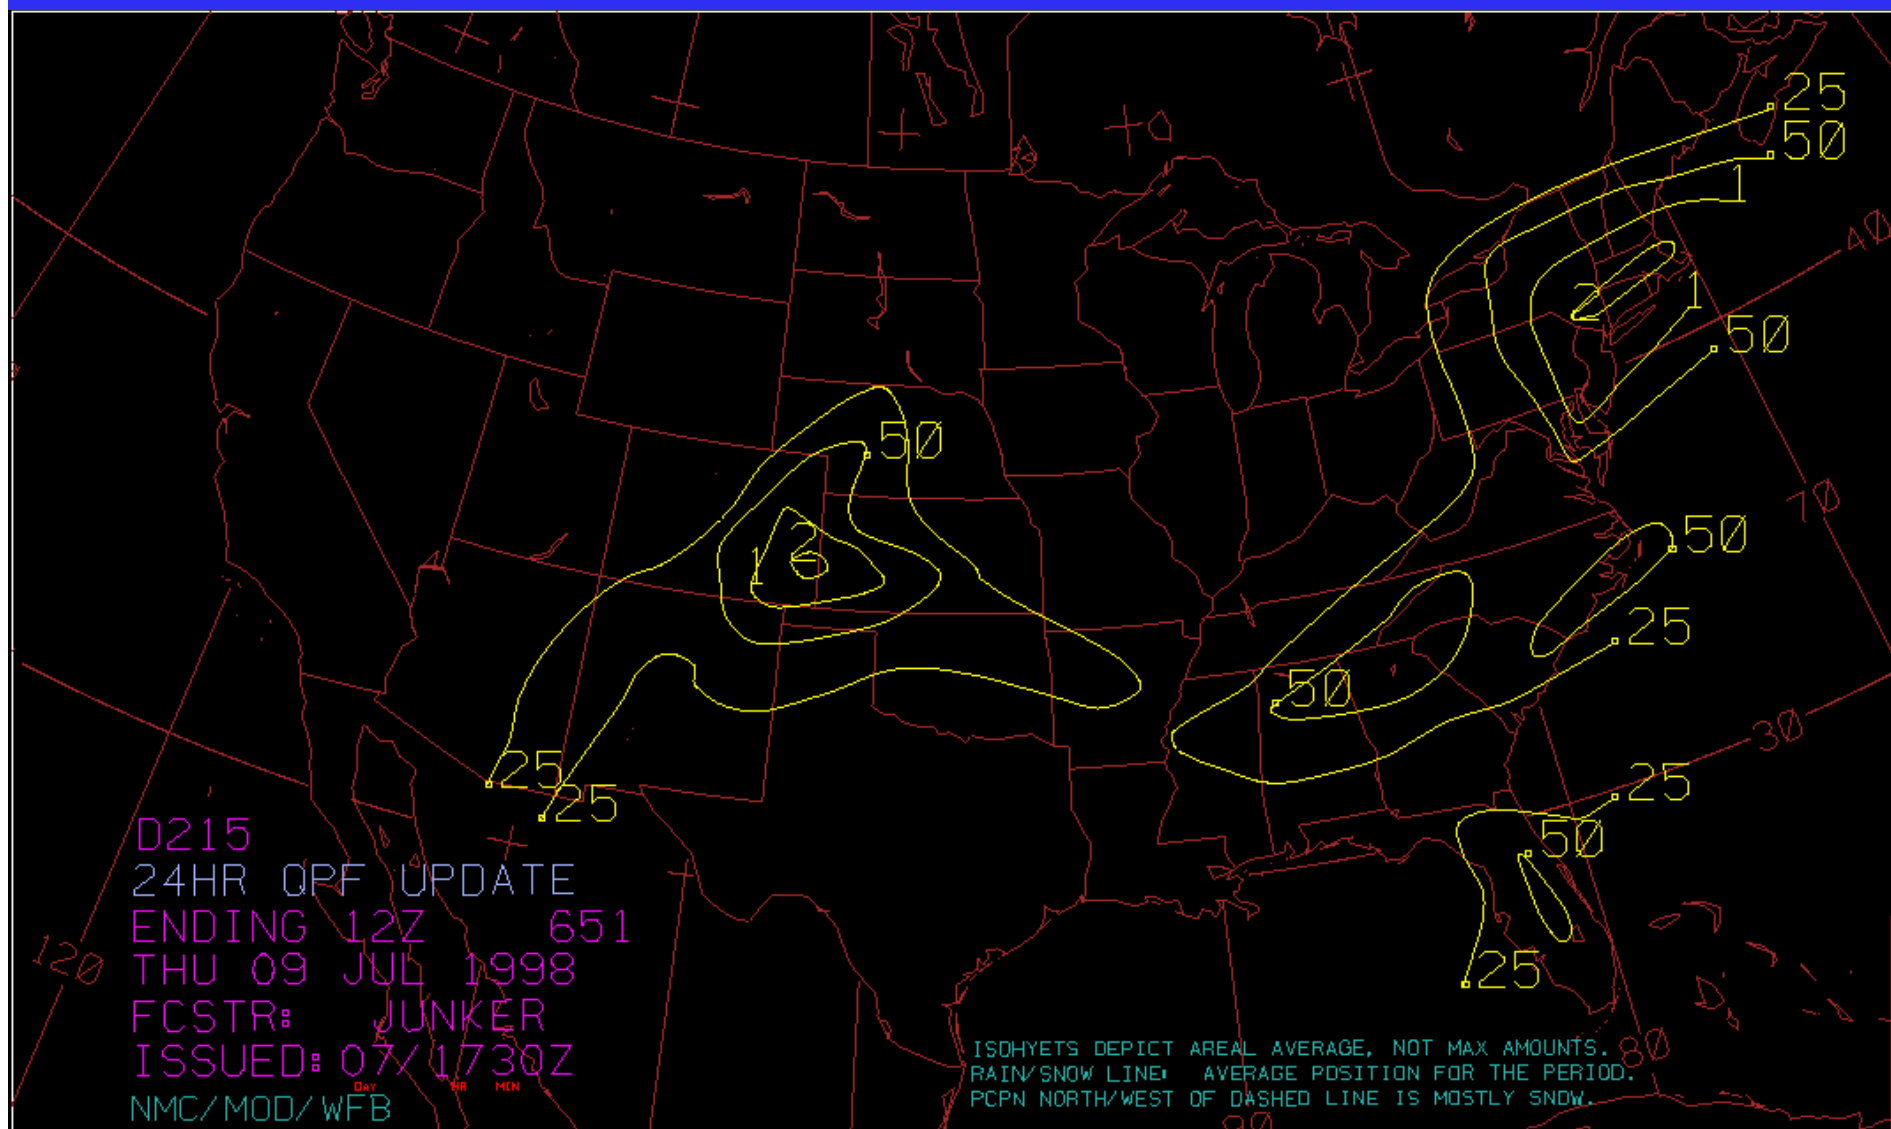 25
50
1
40
2
1
50
50
70
2
1
50
25
50
30
25
25
25
50
D215
24HR QPF UPDATE
ENDING 12Z 651
120
THU 09 JUL 1998
25
FCSTR: JUNKER
ISSUED: 07/1730Z
DAY HR MIN
NMC/MOD/WFB
ISOHYETS DEPICT AREAL AVERAGE, NOT MAX AMOUNTS.
80
RAIN/SNOW LINE: AVERAGE POSITION FOR THE PERIOD.
PCPN NORTH/WEST OF DASHED LINE IS MOSTLY SNOW.